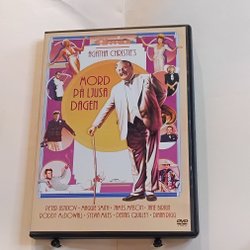 AGATHA CHRISTIE'S
MORD
PÅ LJUSA
DAGEN
PETER USTINOV • MAGGIE SMITH • JAMES MASON • JANE BIRKIN
RODDY McDOWALL • SYLVIA MILES • DENNIS QUILLEY • DIANA RIGG
DVD